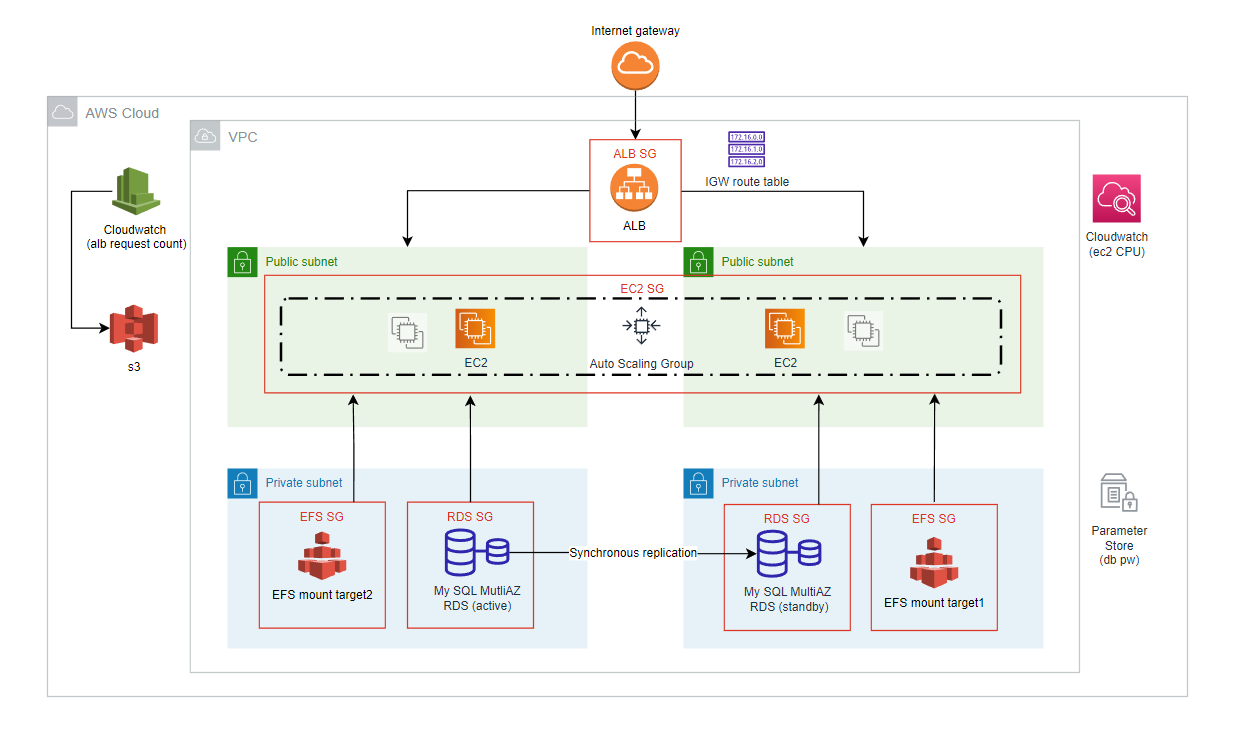 Internet gateway
AWS Cloud
VPC
ALB SG
ALB
172.16.0.0
172.16.1.0
172.16.2.0
IGW route table
Cloudwatch
(alb request count)
s3
Cloudwatch
(ec2 CPU)
Public subnet
Public subnet
EC2 SG
EC2
Auto Scaling Group
EC2
Private subnet
Private subnet
EFS SG
EFS mount target2
RDS SG
My SQL MutliAZ
RDS (active)
Synchronous replication
RDS SG
My SQL MultiAZ
RDS (standby)
EFS SG
EFS mount target1
Parameter
Store
(db pw)